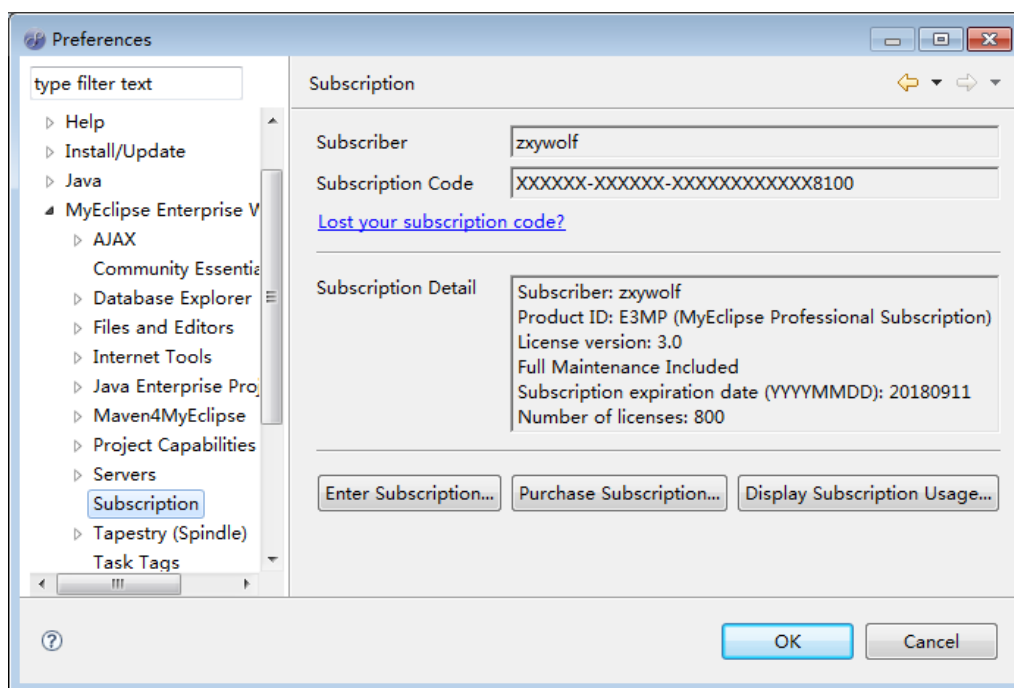 Preferences
type filter text
Help
Install/Update
Java
MyEclipse Enterprise W
AJAX
Community Essentia
Database Explorer
Files and Editors
Internet Tools
Java Enterprise Proj
Maven4MyEclipse
Project Capabilities
Servers
Subscription
Tapestry (Spindle)
Task Tags
Subscription
Subscriber
zxywolf
Subscription Code
XXXXXX-XXXXXX-XXXXXXXXXXXX8100
Lost your subscription code?
Subscription Detail
Subscriber: zxywolf
Product ID: E3MP (MyEclipse Professional Subscription)
License version: 3.0
Full Maintenance Included
Subscription expiration date (YYYYMMDD): 20180911
Number of licenses: 800
Enter Subscription...
Purchase Subscription...
Display Subscription Usage...
OK
Cancel